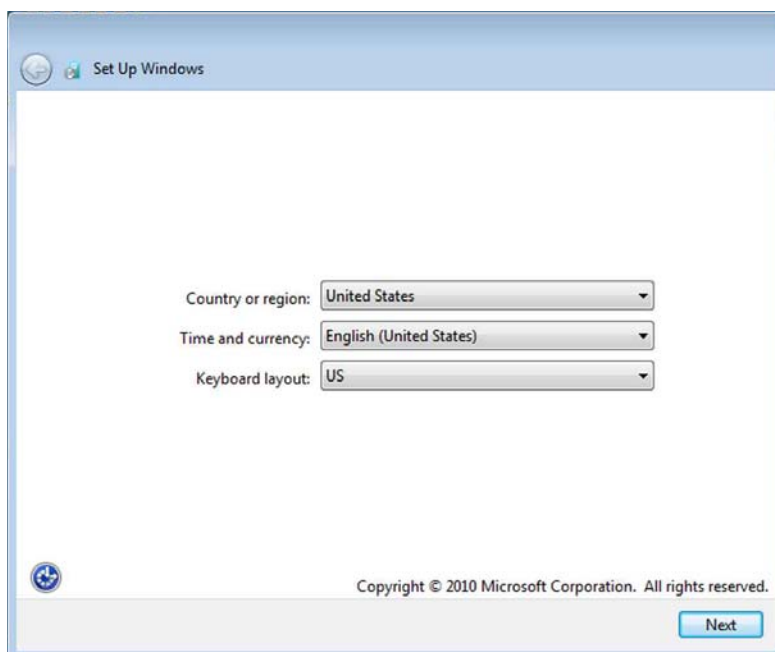 Set Up Windows
Country or region: United States
Time and currency: English (United States)
Keyboard layout: US
Copyright © 2010 Microsoft Corporation. All rights reserved.
Next